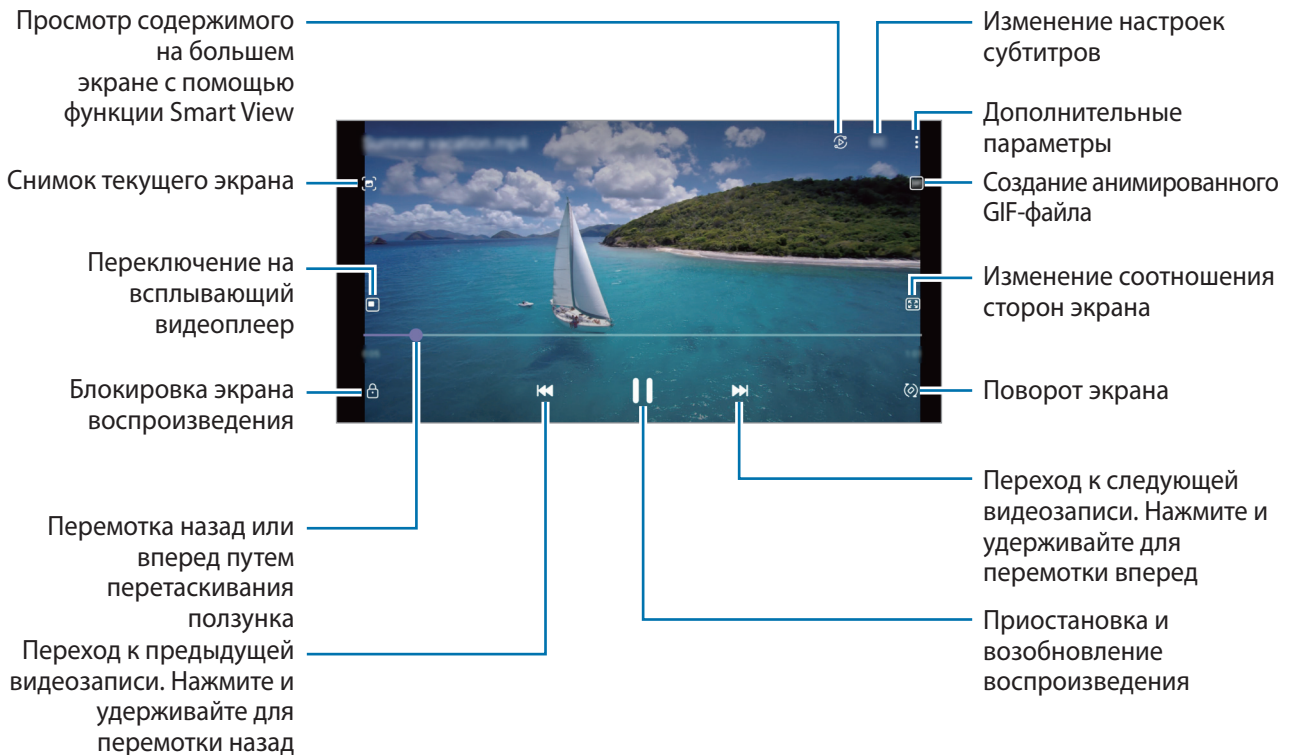 Просмотр содержимого
на большем
экране с помощью
функции Smart View
Снимок текущего экрана
Переключение на
всплывающий
видеоплеер
Блокировка экрана
воспроизведения
Перемотка назад или
вперед путем
перетаскивания
ползунка
Переход к предыдущей
видеозаписи. Нажмите и
удерживайте для
перемотки назад
Summer vacation.mp4
Изменение настроек
субтитров
Дополнительные
параметры
Создание анимированного
GIF-файла
Изменение соотношения
сторон экрана
Поворот экрана
Переход к следующей
видеозаписи. Нажмите и
удерживайте для
перемотки вперед
Приостановка и
возобновление
воспроизведения